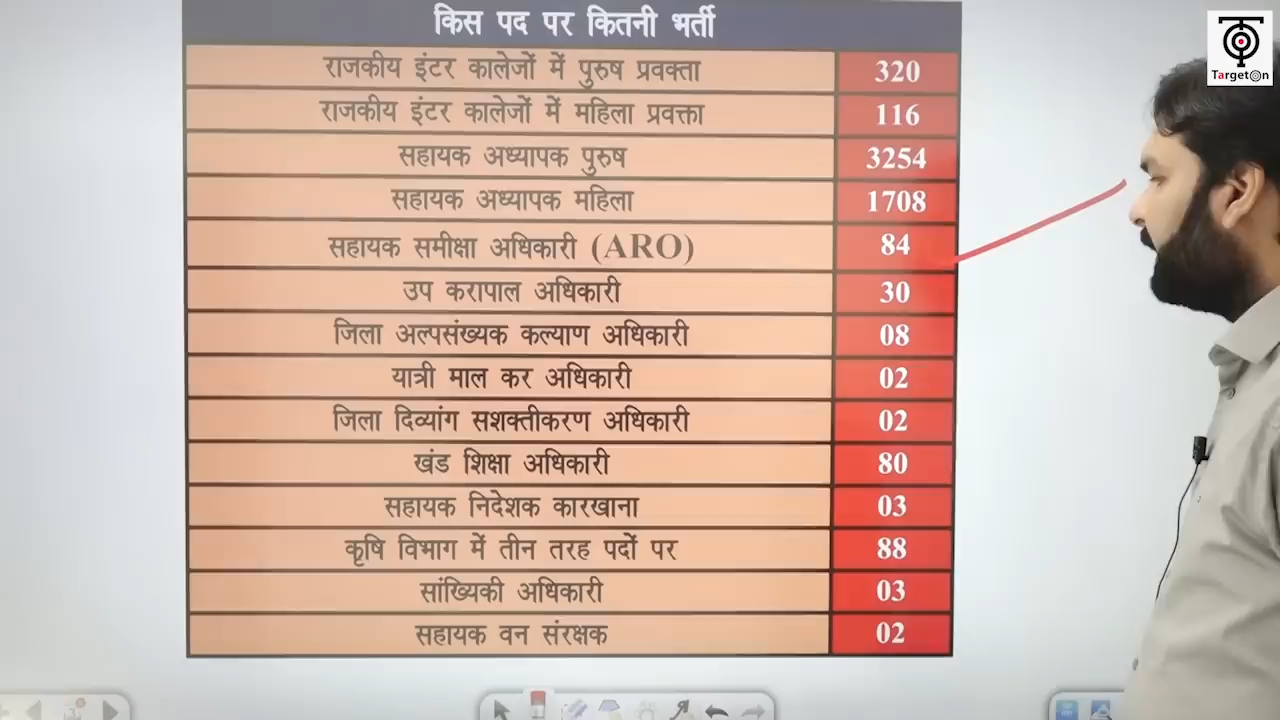 किस पद पर कितनी भर्ती
राजकीय इंटर कालेजों में पुरुष प्रवक्ता 320
राजकीय इंटर कालेजों में महिला प्रवक्ता 116
सहायक अध्यापक पुरुष 3254
सहायक अध्यापक महिला 1708
सहायक समीक्षा अधिकारी (ARO) 84
उप करापाल अधिकारी 30
जिला अल्पसंख्यक कल्याण अधिकारी 08
यात्री माल कर अधिकारी 02
जिला दिव्यांग सशक्तीकरण अधिकारी 02
खंड शिक्षा अधिकारी 80
सहायक निदेशक कारखाना 03
कृषि विभाग में तीन तरह पदों पर 88
सांख्यिकी अधिकारी 03
सहायक वन संरक्षक 02
TargetOn